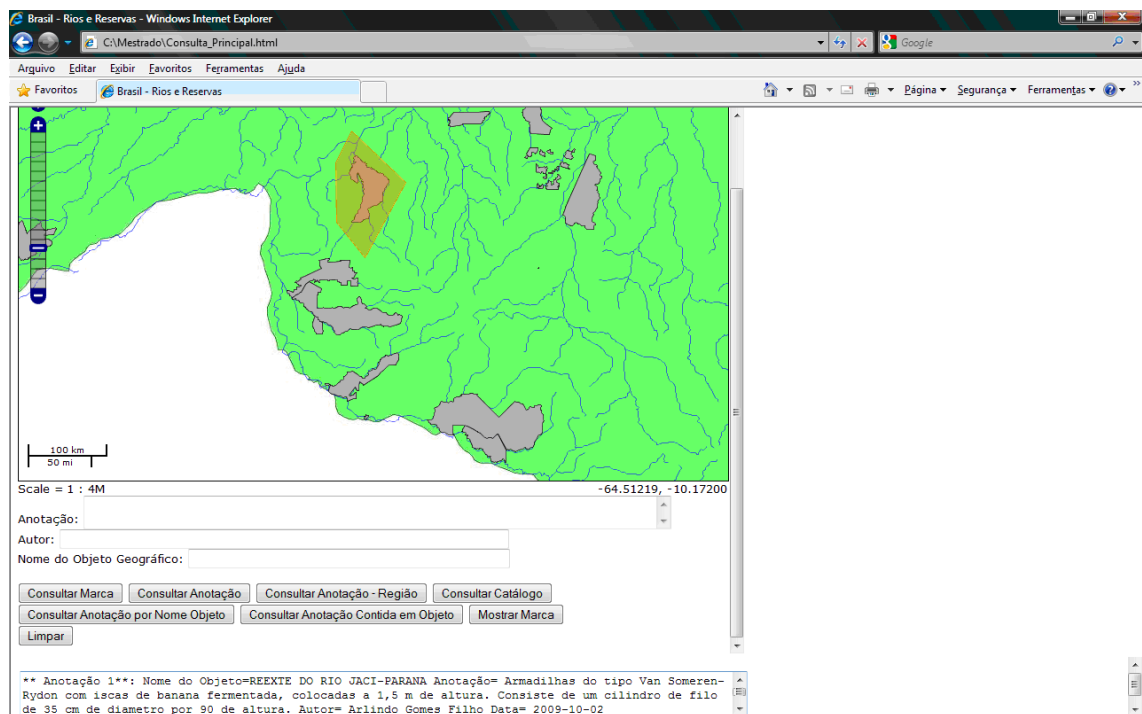 Brasil - Rios e Reservas - Windows Internet Explorer
C:\Mestrado\Consulta_Principal.html
Google
Arquivo Editar Exibir Favoritos Ferramentas Ajuda
Favoritos Brasil - Rios e Reservas Página Segurança Ferramentas
100 km
50 mi
Scale = 1 : 4M -64.51219, -10.17200
Anotação:
Autor:
Nome do Objeto Geográfico:
Consultar Marca Consultar Anotação Consultar Anotação - Região Consultar Catálogo
Consultar Anotação por Nome Objeto Consultar Anotação Contida em Objeto Mostrar Marca
Limpar
** Anotação 1**: Nome do Objeto=REEXTE DO RIO JACI-PARANA Anotação= Armadilhas do tipo Van Someren-
Rydon com iscas de banana fermentada, colocadas a 1,5 m de altura. Consiste de um cilindro de filo
de 35 cm de diametro por 90 de altura. Autor= Arlindo Gomes Filho Data= 2009-10-02